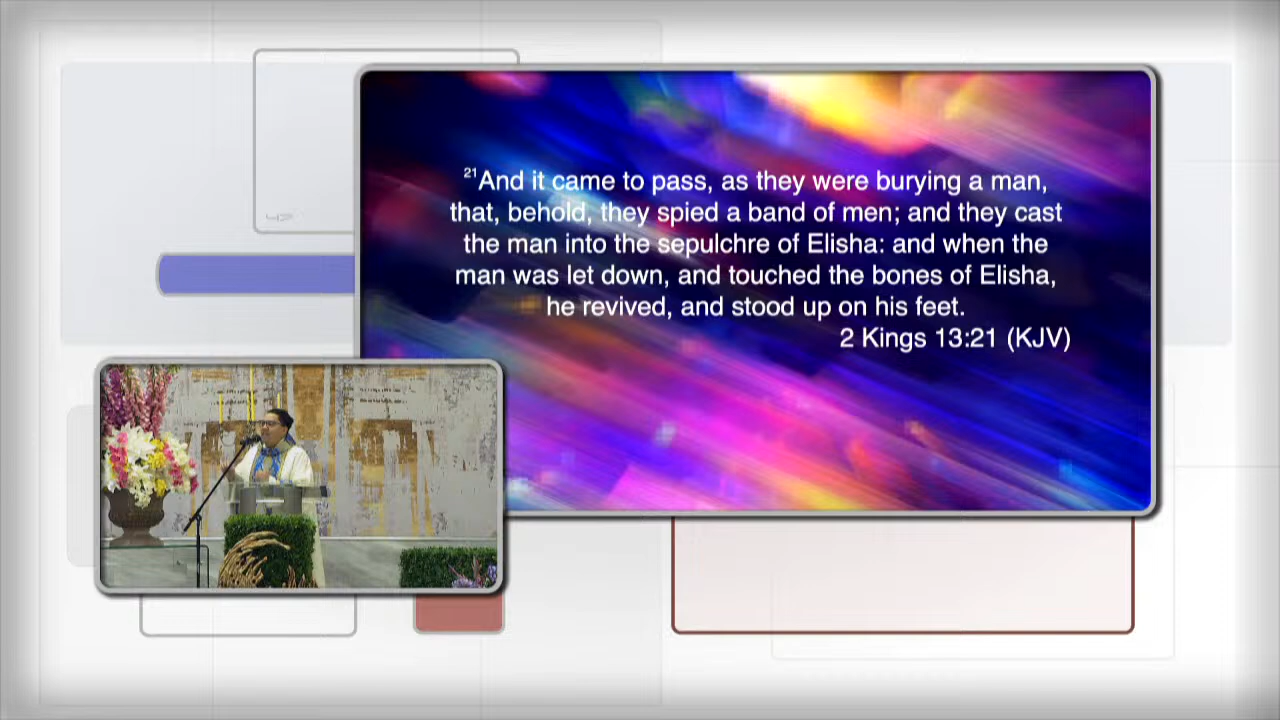 ²¹And it came to pass, as they were burying a man,
that, behold, they spied a band of men; and they cast
the man into the sepulchre of Elisha: and when the
man was let down, and touched the bones of Elisha,
he revived, and stood up on his feet.
2 Kings 13:21 (KJV)